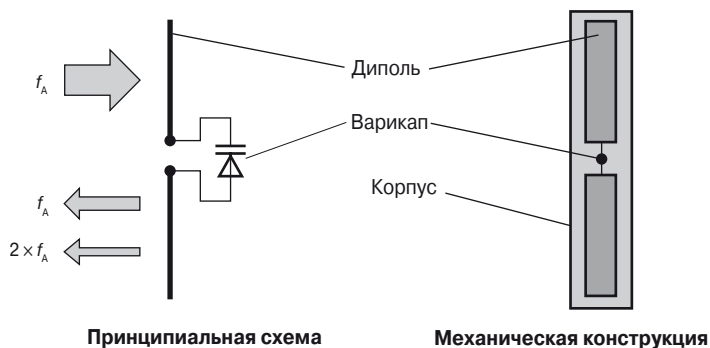 Диполь
f_A
Варикап
Корпус
f_A
2 × f_A
Принципиальная схема
Механическая конструкция